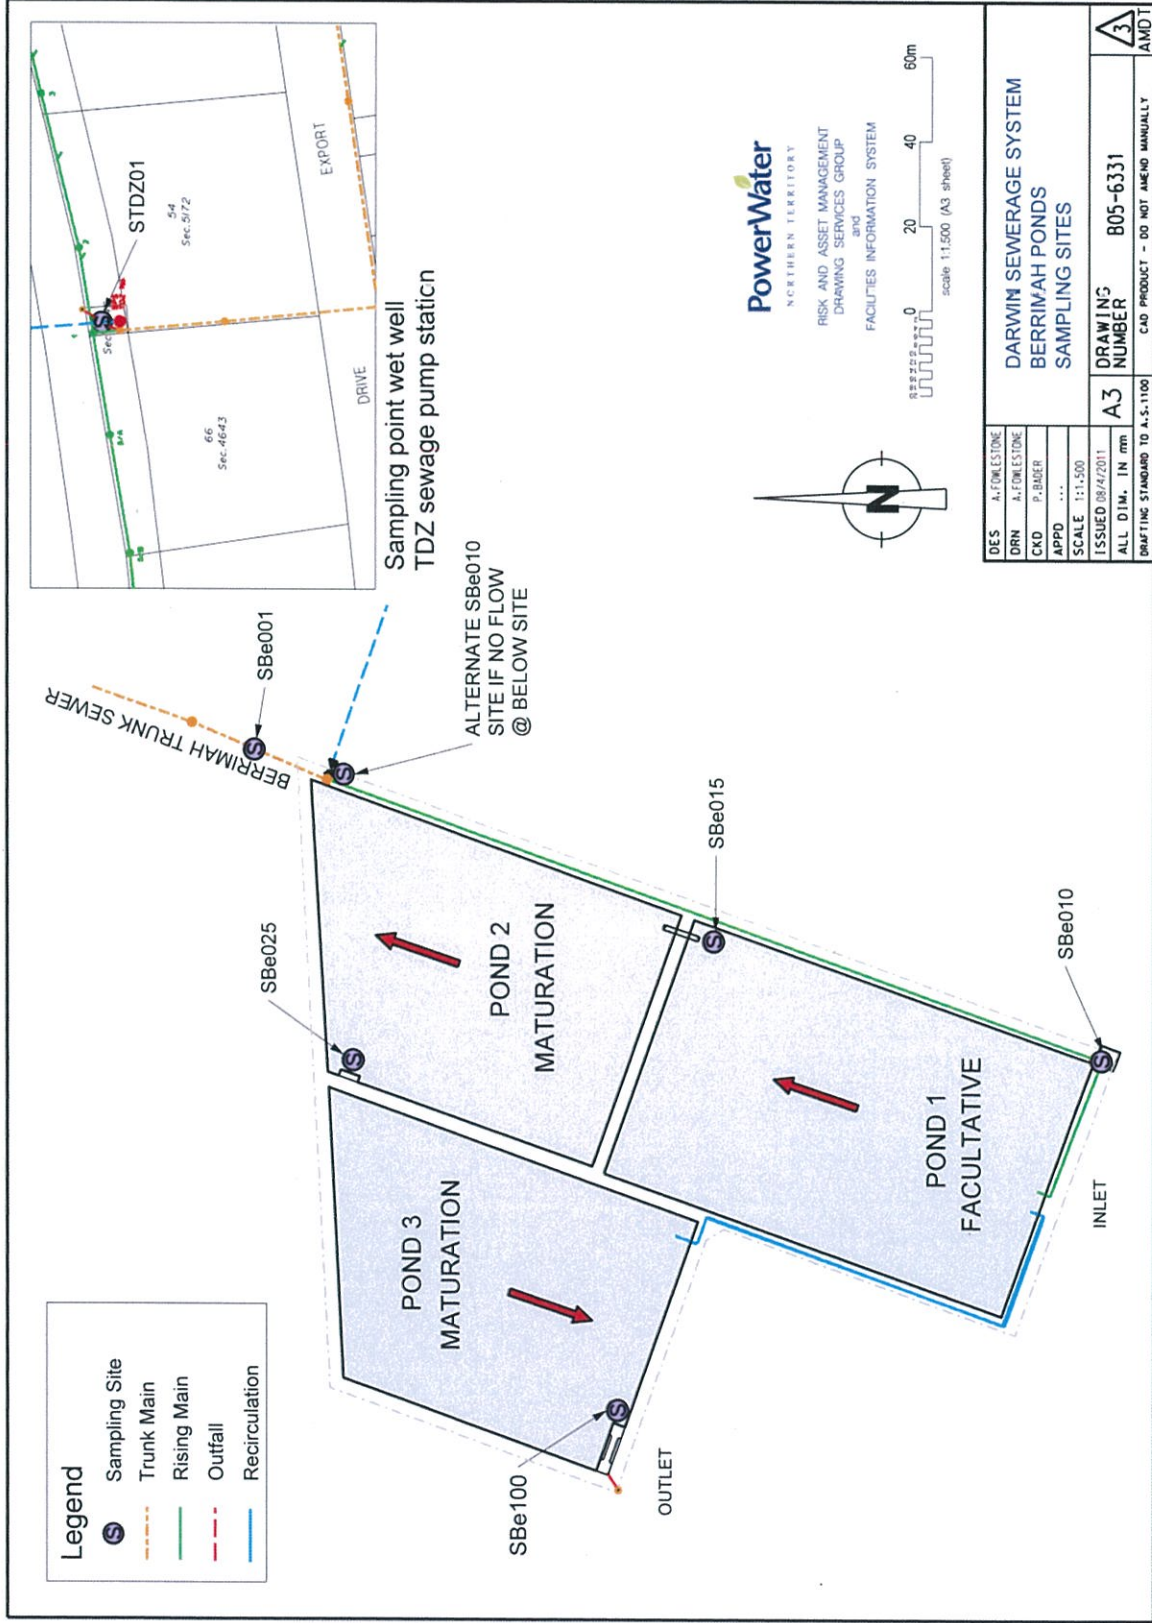 Legend
Sampling Site
Trunk Main
Rising Main
Outfall
Recirculation
BERRIMAH TRUNK SEWER
SBe001
SBe025
ALTERNATE SBe010
SITE IF NO FLOW
@ BELOW SITE
POND 3
MATURATION
POND 2
MATURATION
SBe015
SBe100
OUTLET
POND 1
FACULTATIVE
SBe010
INLET
STDZ01
54
Sec.5172
66
Sec.4643
DRIVE
EXPORT
Sampling point wet well
TDZ sewage pump station
N
PowerWater
NORTHERN TERRITORY
RISK AND ASSET MANAGEMENT
DRAWING SERVICES GROUP
and
FACILITIES INFORMATION SYSTEM
0 20 40 60m
scale 1:1,500 (A3 sheet)
DES A.FOWLESTONE
DRN A.FOWLESTONE
CKD P.BADER
APPD ...
SCALE 1:1,500
ISSUED 08/4/2011
ALL DIM. IN mm
A3
DARWIN SEWERAGE SYSTEM
BERRIMAH PONDS
SAMPLING SITES
DRAWING
NUMBER
B05-6331
3
AMDT
DRAFTING STANDARD TO A.S.1100
CAD PRODUCT - DO NOT AMEND MANUALLY